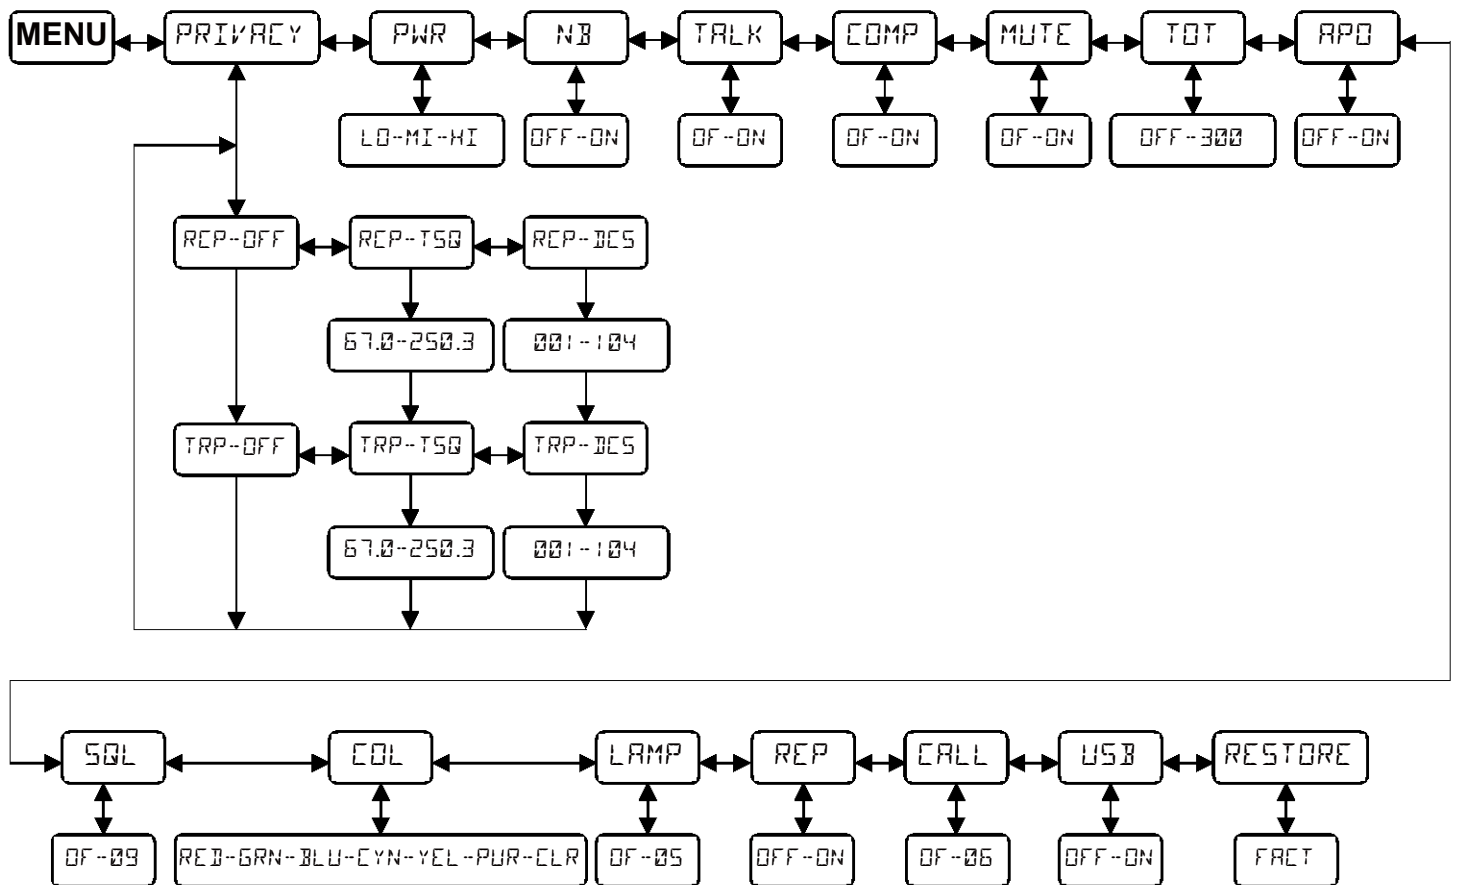 MENU PRIVACY PWR NB TALK COMP MUTE TOT APO
LO-MI-HI OFF-ON OF-ON OF-ON OF-ON OFF-300 OFF-ON
REP-OFF REP-TSQ REP-DCS
67.0-250.3 001-104
TRP-OFF TRP-TSQ TRP-DCS
67.0-250.3 001-104
SQL COL LAMP REP CALL USB RESTORE
OF-09 RED-GRN-BLU-CYN-YEL-PUR-CLR OF-05 OFF-ON OF-06 OFF-ON FACT